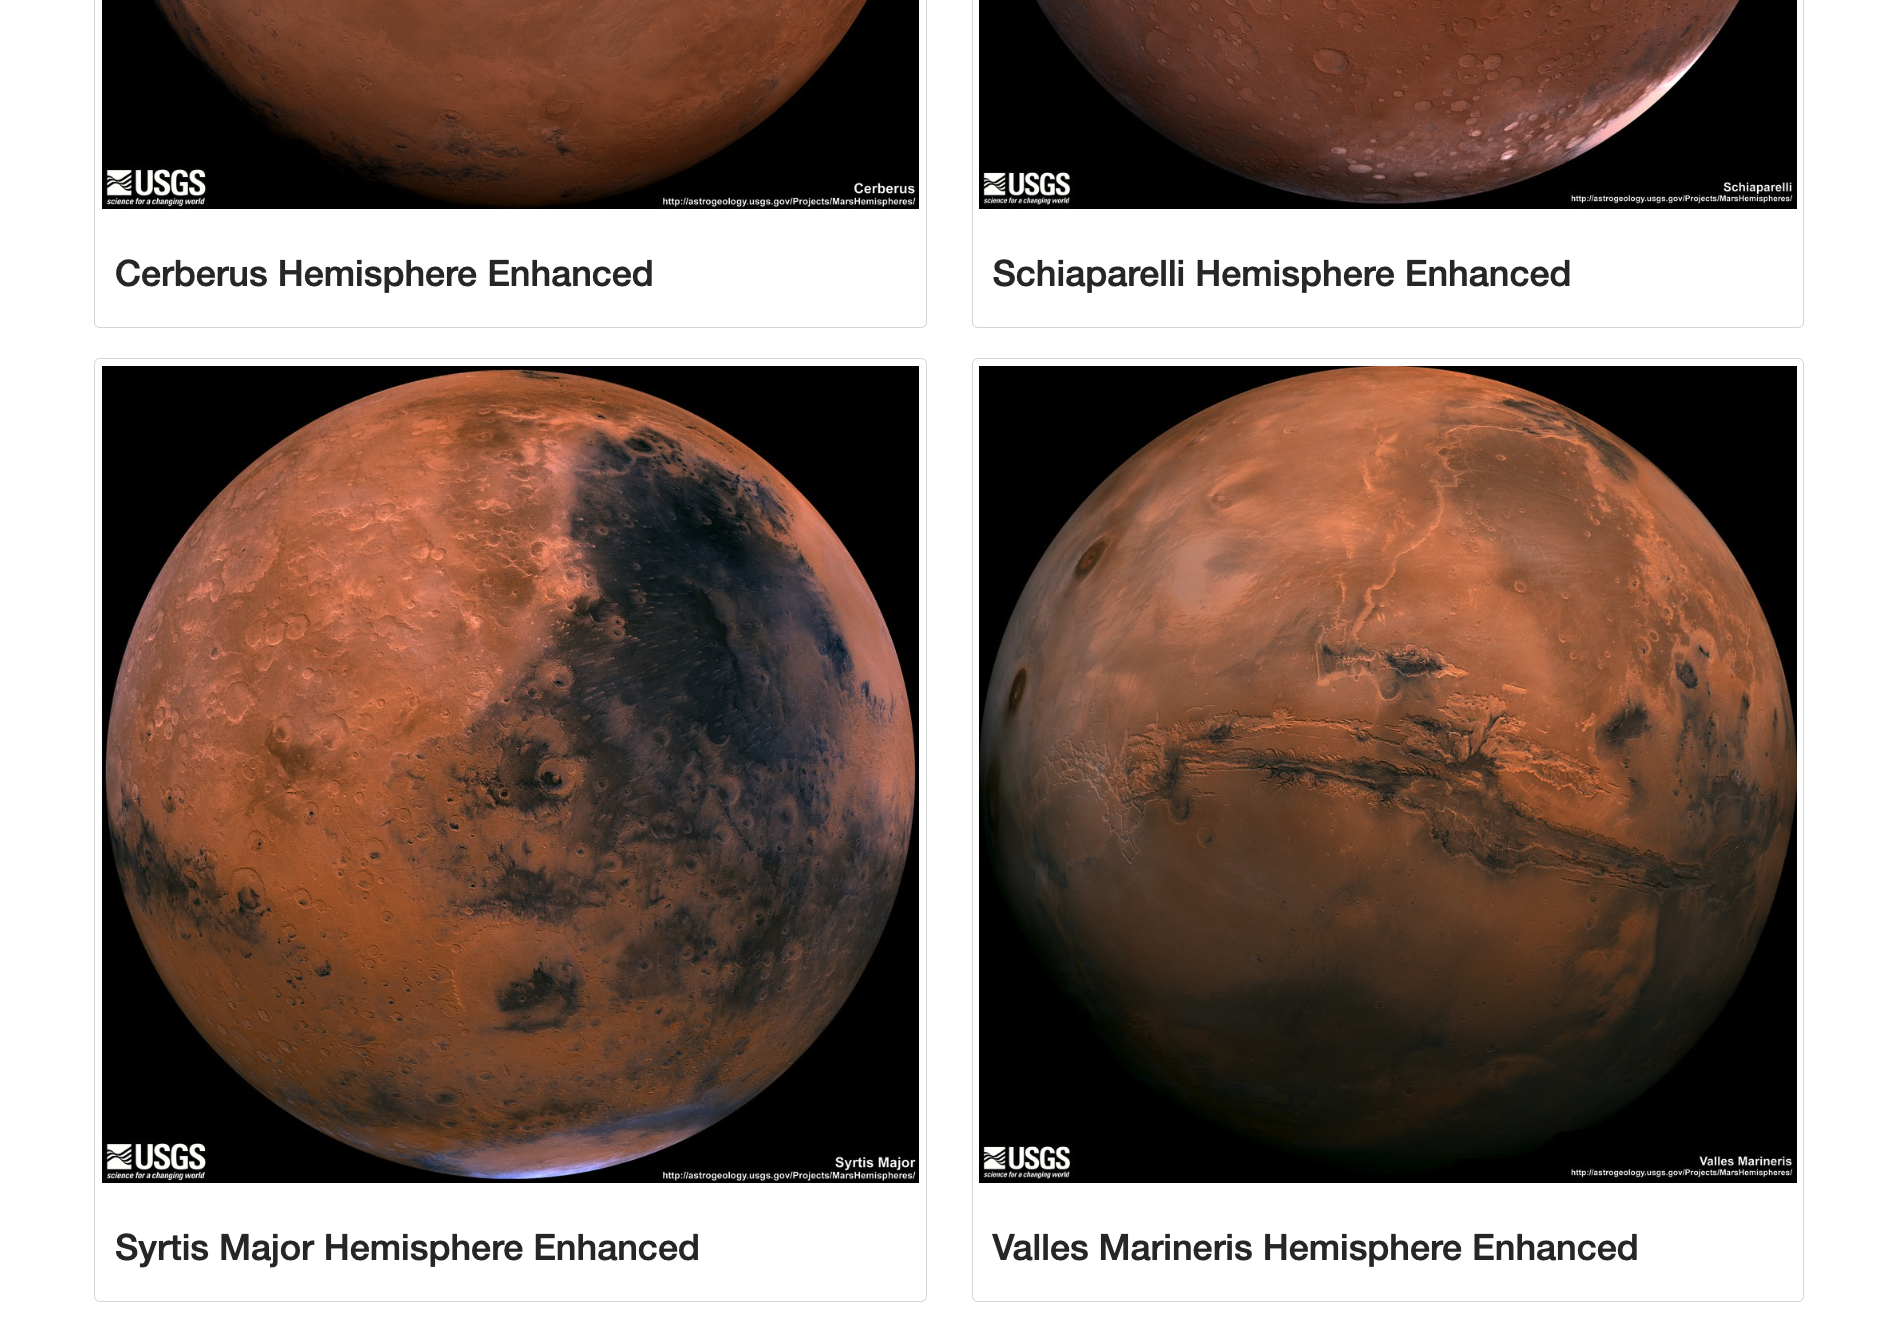 USGS
science for a changing world
Cerberus
http://astrogeology.usgs.gov/Projects/MarsHemispheres/
USGS
science for a changing world
Schiaparelli
http://astrogeology.usgs.gov/Projects/MarsHemispheres/
Cerberus Hemisphere Enhanced
Schiaparelli Hemisphere Enhanced
USGS
science for a changing world
Syrtis Major
http://astrogeology.usgs.gov/Projects/MarsHemispheres/
USGS
science for a changing world
Valles Marineris
http://astrogeology.usgs.gov/Projects/MarsHemispheres/
Syrtis Major Hemisphere Enhanced
Valles Marineris Hemisphere Enhanced